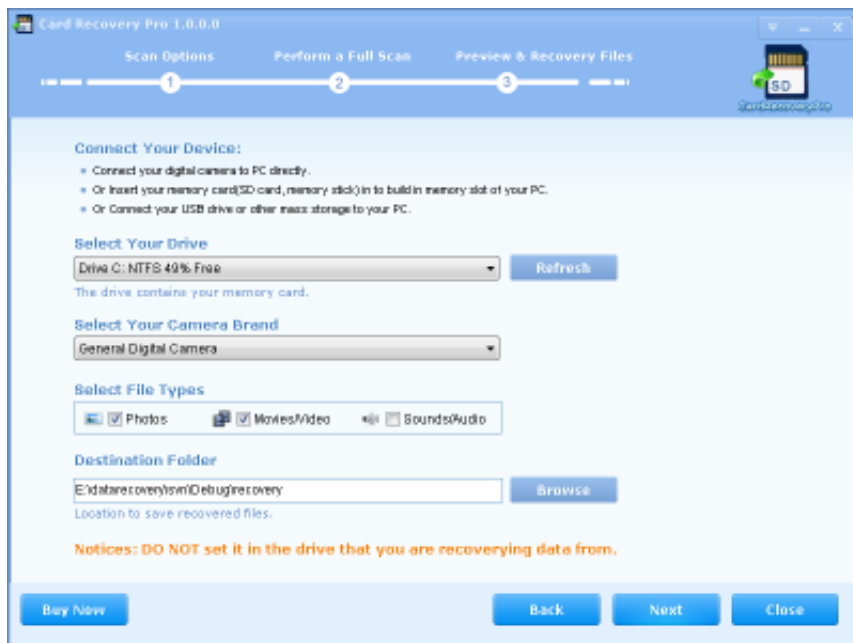 Card Recovery Pro 1.0.0.0
Scan Options
Perform a Full Scan
Preview & Recovery Files
1
2
3
SD
CardRecoveryPro
Connect Your Device:
Connect your digital camera to PC directly.
Or Insert your memory card(SD card, memory stick) in to build in memory slot of your PC.
Or Connect your USB drive or other mass storage to your PC.
Select Your Drive
Drive C: NTFS 49% Free
Refresh
The drive contains your memory card.
Select Your Camera Brand
General Digital Camera
Select File Types
Photos
Movies/Video
Sounds/Audio
Destination Folder
E:\datarecovery\svn\Debug\recovery
Browse
Location to save recovered files.
Notices: DO NOT set it in the drive that you are recoverying data from.
Buy Now
Back
Next
Close